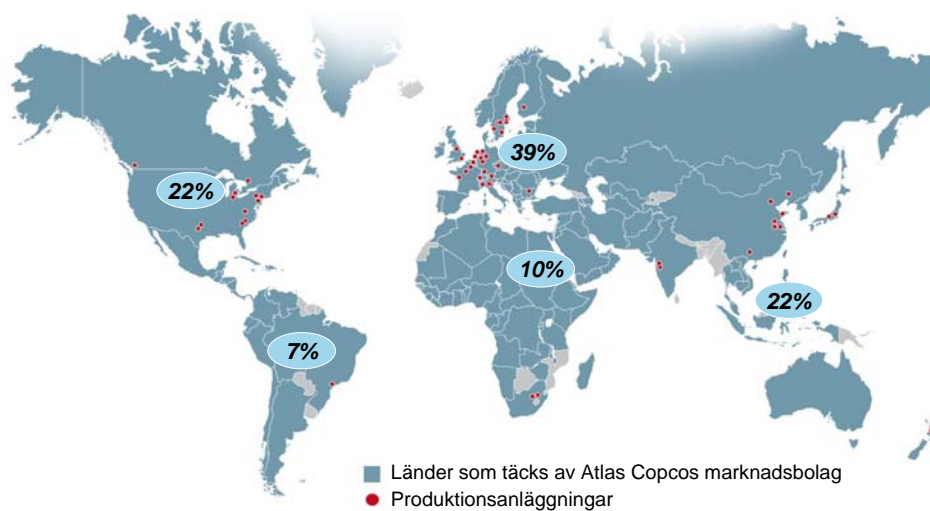 39%
22%
10%
22%
7%
Länder som täcks av Atlas Copcos marknadsbolag
Produktionsanläggningar